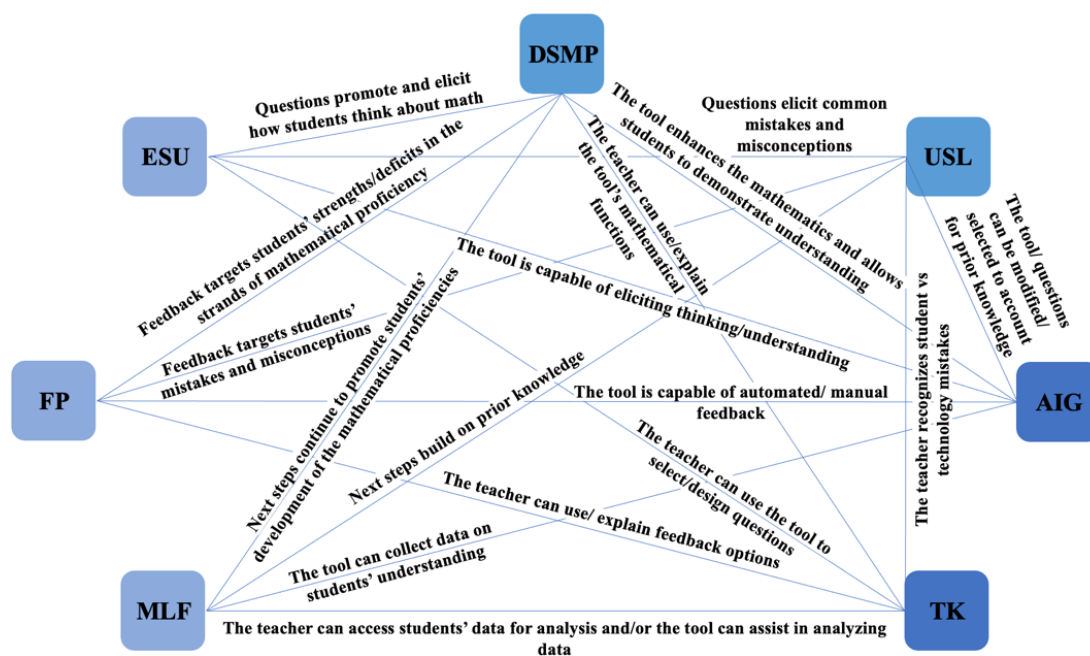 DSMP
Questions promote and elicit
how students think about math
ESU
Questions elicit common
mistakes and
misconceptions
USL
The tool enhances the mathematics and allows
students to demonstrate understanding
The teacher can use/explain
the tool's mathematical
functions
Feedback targets students' strengths/deficits in the
strands of mathematical proficiency
The tool/ questions
can be modified/
selected to account
for prior knowledge
The tool is capable of eliciting thinking/understanding
Feedback targets students'
mistakes and misconceptions
FP
The tool is capable of automated/ manual
feedback
AIG
Next steps continue to promote students'
development of the mathematical proficiencies
Next steps build on prior knowledge
The teacher recognizes student vs
technology mistakes
The teacher can use the tool to
select/design questions
The teacher can use/ explain feedback options
The tool can collect data on
students' understanding
MLF
TK
The teacher can access students' data for analysis and/or the tool can assist in analyzing
data